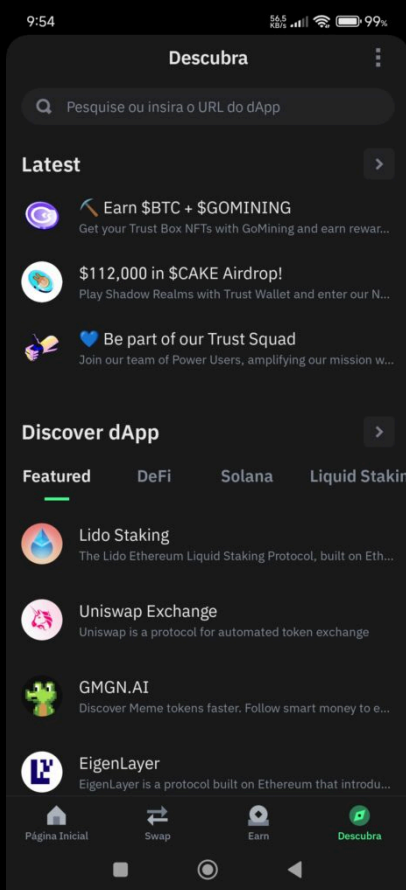 9:54
56,5
KB/s
99%
Descubra
Pesquise ou insira o URL do dApp
Latest
Earn $BTC + $GOMINING
Get your Trust Box NFTs with GoMining and earn rewar...
$112,000 in $CAKE Airdrop!
Play Shadow Realms with Trust Wallet and enter our N...
💙 Be part of our Trust Squad
Join our team of Power Users, amplifying our mission w...
Discover dApp
Featured DeFi Solana Liquid Stakin
Lido Staking
The Lido Ethereum Liquid Staking Protocol, built on Eth...
Uniswap Exchange
Uniswap is a protocol for automated token exchange
GMGN.AI
Discover Meme tokens faster. Follow smart money to e...
EigenLayer
EigenLayer is a protocol built on Ethereum that introdu...
Página Inicial Swap Earn Descubra